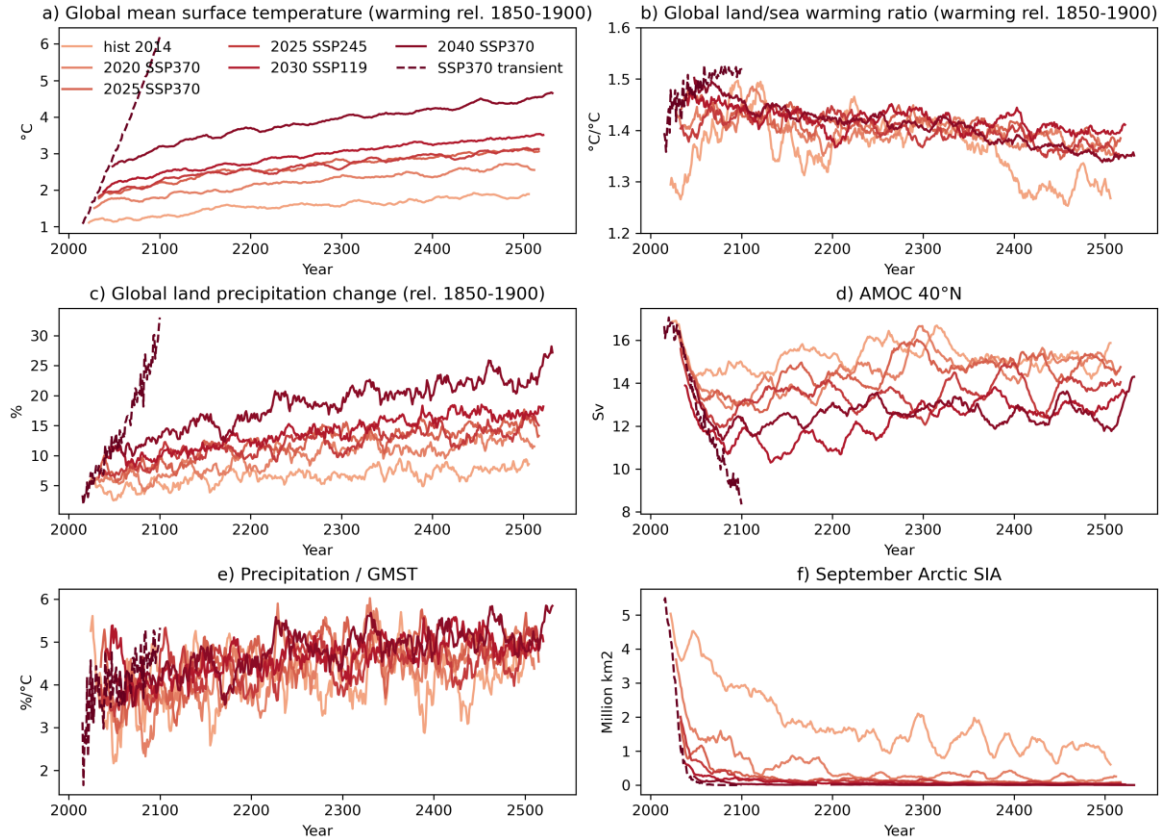 a) Global mean surface temperature (warming rel. 1850-1900)
6
5
4
3
2
1
°C
hist 2014
2020 SSP370
2025 SSP370
2025 SSP245
2030 SSP119
2040 SSP370
SSP370 transient
2000 2100 2200 2300 2400 2500
Year
b) Global land/sea warming ratio (warming rel. 1850-1900)
1.6
1.5
1.4
1.3
1.2
°C/°C
2000 2100 2200 2300 2400 2500
Year
c) Global land precipitation change (rel. 1850-1900)
30
25
20
15
10
5
%
2000 2100 2200 2300 2400 2500
Year
d) AMOC 40°N
16
14
12
10
8
Sv
2000 2100 2200 2300 2400 2500
Year
e) Precipitation / GMST
6
5
4
3
2
%/°C
2000 2100 2200 2300 2400 2500
Year
f) September Arctic SIA
5
4
3
2
1
0
Million km2
2000 2100 2200 2300 2400 2500
Year